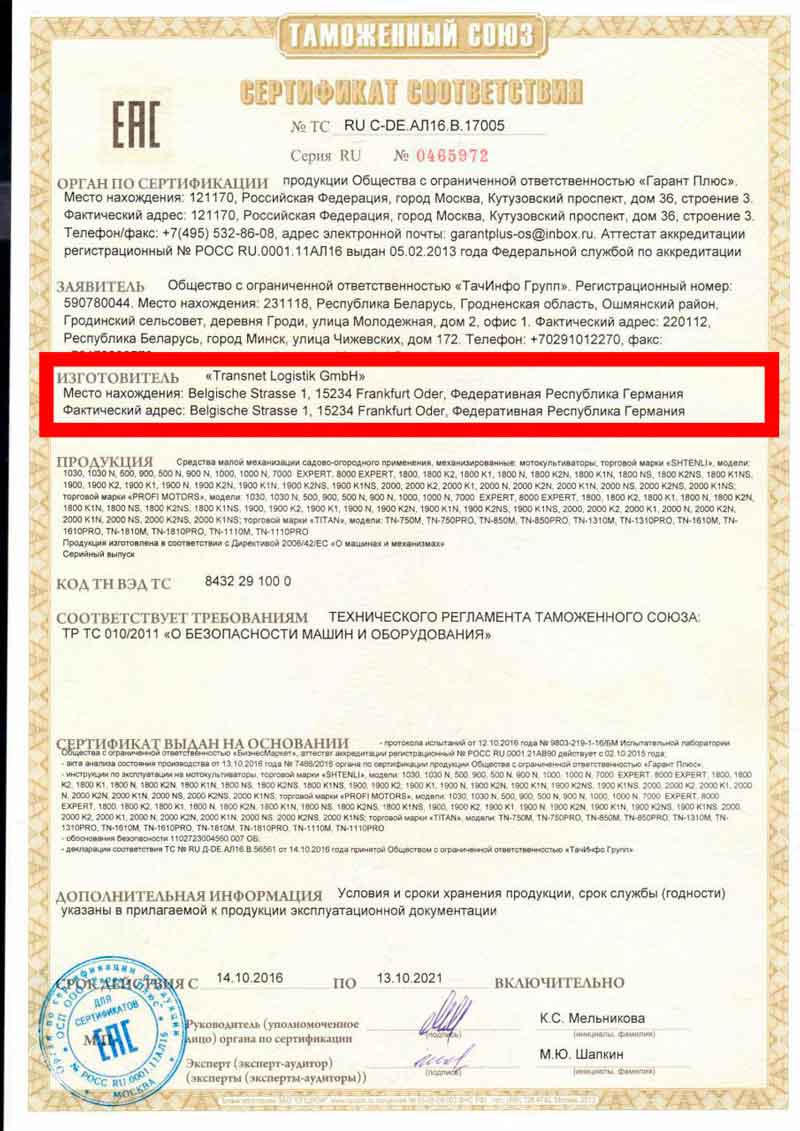 ТАМОЖЕННЫЙ СОЮЗ
СЕРТИФИКАТ СООТВЕТСТВИЯ
ЕАС
№ ТС RU C-DE.АЛ16.В.17005
Серия RU № 0465972
ОРГАН ПО СЕРТИФИКАЦИИ продукции Общества с ограниченной ответственностью «Гарант Плюс».
Место нахождения: 121170, Российская Федерация, город Москва, Кутузовский проспект, дом 36, строение 3.
Фактический адрес: 121170, Российская Федерация, город Москва, Кутузовский проспект, дом 36, строение 3.
Телефон/факс: +7(495) 532-86-08, адрес электронной почты: garantplus-os@inbox.ru. Аттестат аккредитации
регистрационный № РОСС RU.0001.11АЛ16 выдан 05.02.2013 Федеральной службой по аккредитации
ЗАЯВИТЕЛЬ Общество с ограниченной ответственностью «ТачИнфо Групп». Регистрационный номер:
590780044. Место нахождения: 231118, Республика Беларусь, Гродненская область, Ошмянский район,
Гродинский сельсовет, деревня Гроди, улица Молодежная, дом 2, офис 1. Фактический адрес: 220112,
Республика Беларусь, город Минск, улица Чижевских, дом 172. Телефон: +70291012270, факс:
ИЗГОТОВИТЕЛЬ «Transnet Logistik GmbH»
Место нахождения: Belgische Strasse 1, 15234 Frankfurt Oder, Федеративная Республика Германия
Фактический адрес: Belgische Strasse 1, 15234 Frankfurt Oder, Федеративная Республика Германия
ПРОДУКЦИЯ Средства малой механизации садово-огородного применения, механизированные: мотокультиваторы, торговой марки «SHTENLI», модели:
1030, 1030 N, 500, 900, 500 N, 900 N, 1000, 1000 N, 7000 EXPERT, 8000 EXPERT, 1800, 1800 K2, 1800 K1, 1800 N, 1800 K2N, 1800 K1N, 1800 NS, 1800 K2NS, 1800 K1NS,
1900, 1900 K2, 1900 K1, 1900 N, 1900 K2N, 1900 K1N, 1900 K2NS, 1900 K1NS, 2000, 2000 K2, 2000 K1, 2000 N, 2000 K2N, 2000 K1N, 2000 NS, 2000 K2NS, 2000 K1NS;
торговой марки «PROFI MOTORS», модели: 1030, 1030 N, 500, 900, 500 N, 900 N, 1000, 1000 N, 7000 EXPERT, 8000 EXPERT, 1800, 1800 K2, 1800 K1, 1800 N, 1800 K2N,
1800 K1N, 1800 NS, 1800 K2NS, 1800 K1NS, 1900, 1900 K2, 1900 K1, 1900 N, 1900 K2N, 1900 K1N, 1900 K2NS, 1900 K1NS, 2000, 2000 K2, 2000 K1, 2000 N, 2000 K2N,
2000 K1N, 2000 NS, 2000 K2NS, 2000 K1NS; торговой марки «TITAN», модели: TN-750M, TN-750PRO, TN-850M, TN-850PRO, TN-1310M, TN-1310PRO, TN-1610M, TN-
1610PRO, TN-1810M, TN-1810PRO, TN-1110M, TN-1110PRO
Продукция изготовлена в соответствии с Директивой 2006/42/ЕС «О машинах и механизмах»
Серийный выпуск
КОД ТН ВЭД ТС 8432 29 100 0
СООТВЕТСТВУЕТ ТРЕБОВАНИЯМ ТЕХНИЧЕСКОГО РЕГЛАМЕНТА ТАМОЖЕННОГО СОЮЗА:
ТР ТС 010/2011 «О БЕЗОПАСНОСТИ МАШИН И ОБОРУДОВАНИЯ»
СЕРТИФИКАТ ВЫДАН НА ОСНОВАНИИ - протокола испытаний от 12.10.2016 года № 9803-219-1-16/БМ Испытательной лаборатории
Общества с ограниченной ответственностью «БизнесМаркет», аттестат аккредитации регистрационный № РОСС RU.0001.21АВ90 действует с 02.10.2015 года;
- акта анализа состояния производства от 13.10.2016 года № 7488/2016 органа по сертификации продукции Общества с ограниченной ответственностью «Гарант Плюс».
- инструкции по эксплуатации на мотокультиваторы, торговой марки «SHTENLI», модели: 1030, 1030 N, 500, 900, 500 N, 900 N, 1000, 1000 N, 7000 EXPERT, 8000 EXPERT, 1800, 1800
K2, 1800 K1, 1800 N, 1800 K2N, 1800 K1N, 1800 NS, 1800 K2NS, 1800 K1NS, 1900, 1900 K2, 1900 K1, 1900 N, 1900 K2N, 1900 K1N, 1900 K2NS, 1900 K1NS, 2000, 2000 K2, 2000 K1, 2000
N, 2000 K2N, 2000 K1N, 2000 NS, 2000 K2NS, 2000 K1NS; торговой марки «PROFI MOTORS», модели: 1030, 1030 N, 500, 900, 500 N, 900 N, 1000, 1000 N, 7000 EXPERT, 8000
EXPERT, 1800, 1800 K2, 1800 K1, 1800 N, 1800 K2N, 1800 K1N, 1800 NS, 1800 K2NS, 1800 K1NS, 1900, 1900 K2, 1900 K1, 1900 N, 1900 K2N, 1900 K1N, 1900 K2NS, 1900 K1NS, 2000,
2000 K2, 2000 K1, 2000 N, 2000 K2N, 2000 K1N, 2000 NS, 2000 K2NS, 2000 K1NS; торговой марки «TITAN», модели: TN-750M, TN-750PRO, TN-850M, TN-850PRO, TN-1310M, TN-
1310PRO, TN-1610M, TN-1610PRO, TN-1810M, TN-1810PRO, TN-1110M, TN-1110PRO
- обоснования безопасности 1102723004560 007 ОБ;
- декларации соответствия ТС № RU Д-DE.АЛ16.В.56561 от 14.10.2016 года принятой Обществом с ограниченной ответственностью «ТачИнфо Групп»
ДОПОЛНИТЕЛЬНАЯ ИНФОРМАЦИЯ Условия и сроки хранения продукции, срок службы (годности)
указаны в прилагаемой к продукции эксплуатационной документации
СРОК ДЕЙСТВИЯ С 14.10.2016 ПО 13.10.2021 ВКЛЮЧИТЕЛЬНО
Руководитель (уполномоченное
лицо) органа по сертификации
(подпись)
К.С. Мельникова
(инициалы, фамилия)
М.П.
Эксперт (эксперт-аудитор)
(эксперты (эксперты-аудиторы))
(подпись)
М.Ю. Шапкин
(инициалы, фамилия)
ДЛЯ
СЕРТИФИКАТОВ
ЕАС
№ РОСС RU.0001.11АЛ16
МОСКВА